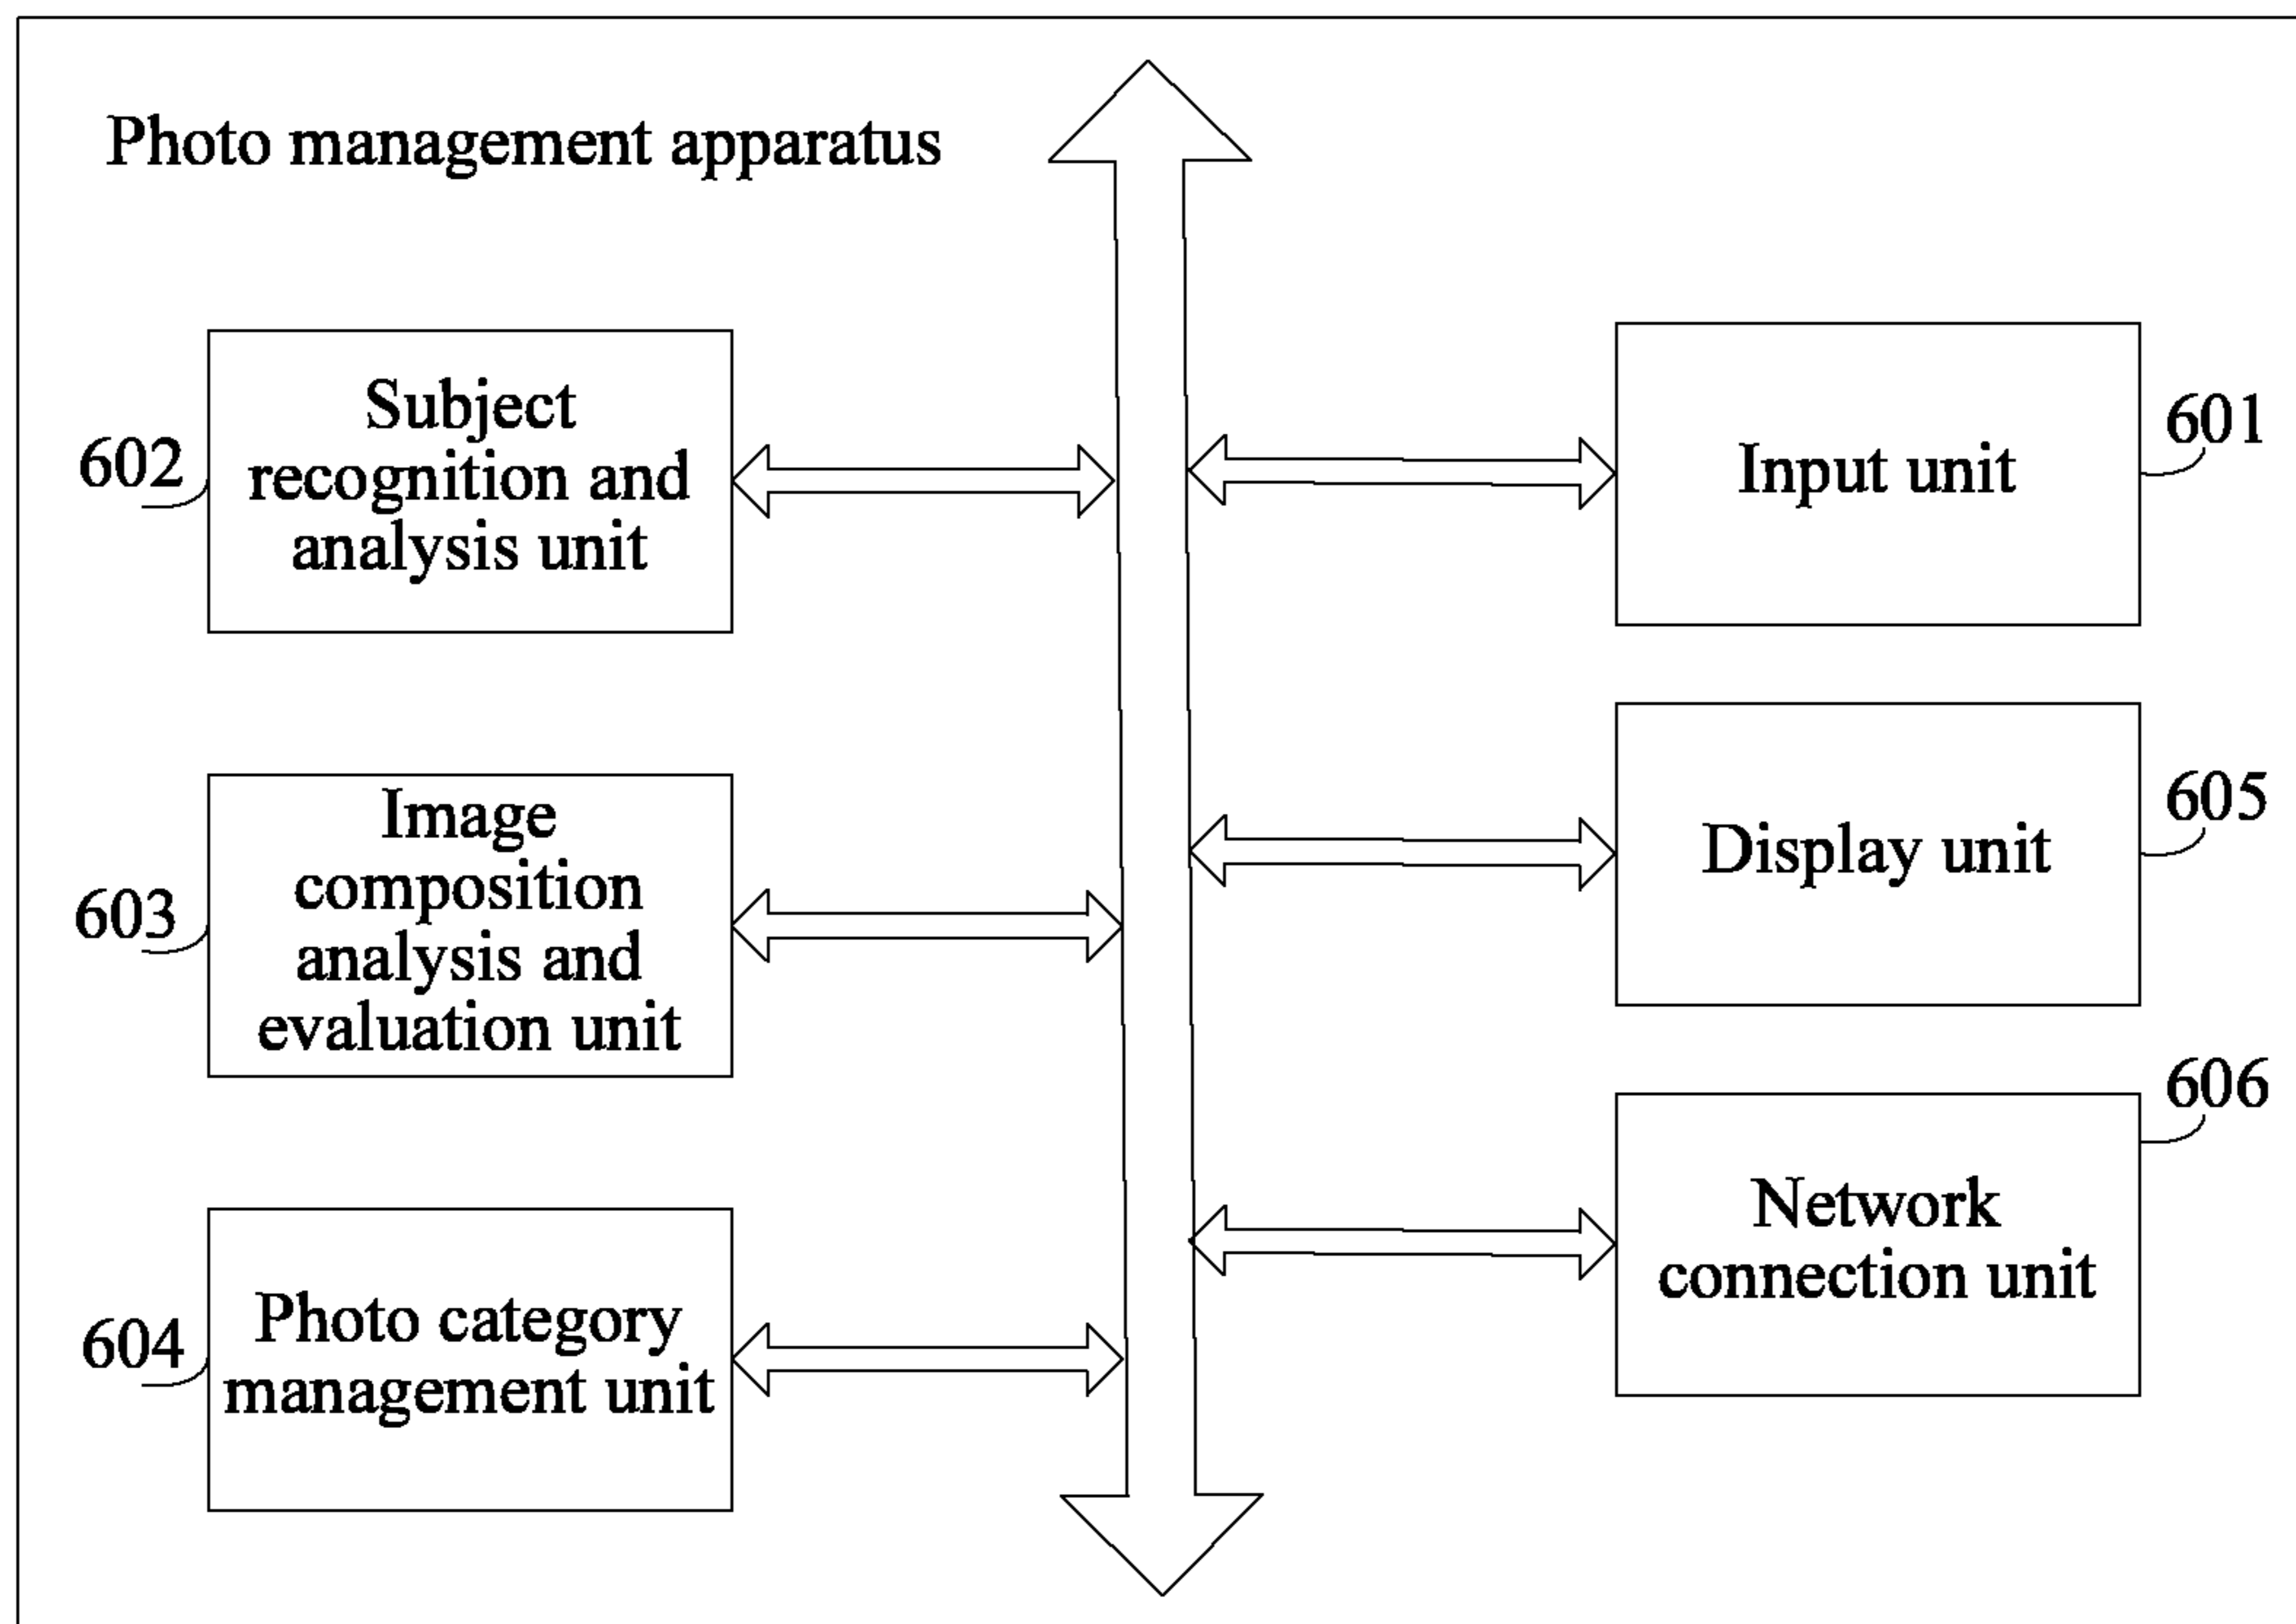 Photo management apparatus
602
Subject
recognition and
analysis unit
Input unit
601
603
Image
composition
analysis and
evaluation unit
Display unit
605
604
Photo category
management unit
Network
connection unit
606